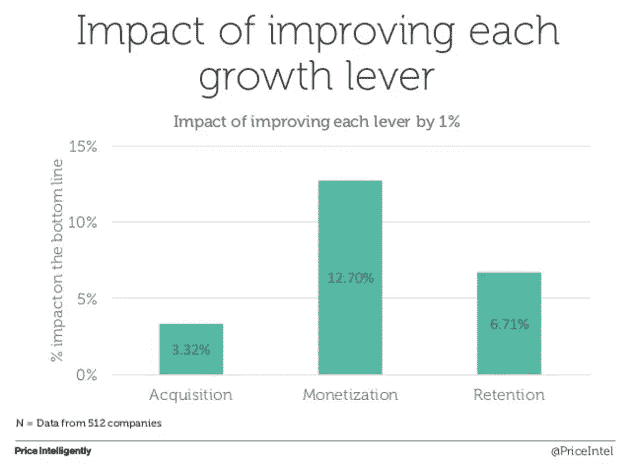 Impact of improving each
growth lever
Impact of improving each lever by 1%
% impact on the bottom line
15%
10%
5%
0%
3.32%
12.70%
6.71%
Acquisition
Monetization
Retention
N = Data from 512 companies
Price Intelligently
@PriceIntel